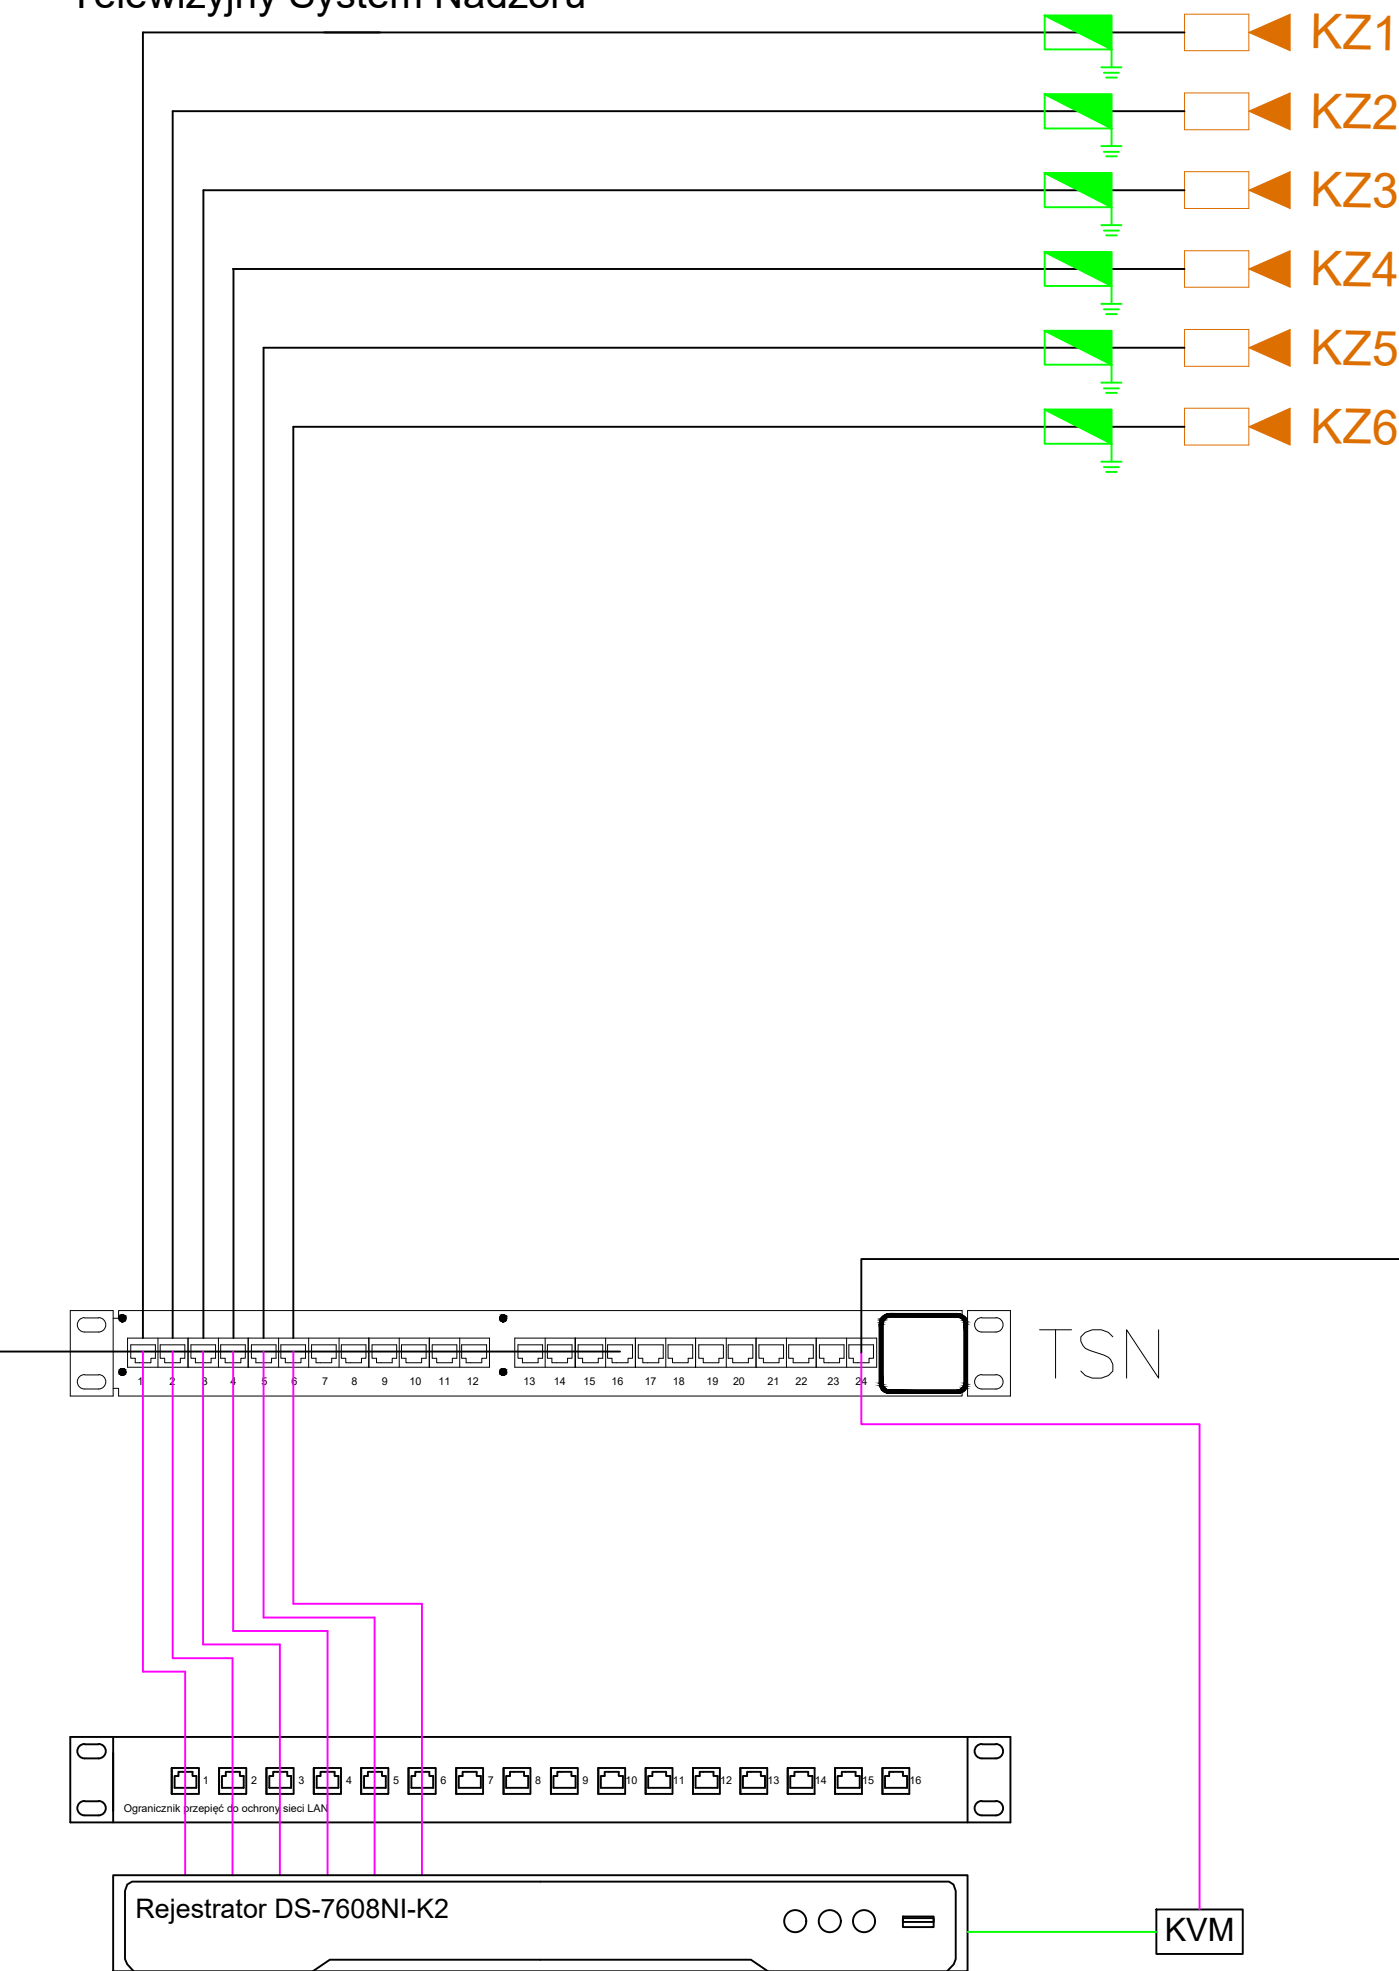 Telewizyjny System Nadzoru
KZ1
KZ2
KZ3
KZ4
KZ5
KZ6
TSN
1 2 3 4 5 6 7 8 9 10 11 12 13 14 15 16 17 18 19 20 21 22 23 24
1 2 3 4 5 6 7 8 9 10 11 12 13 14 15 16
Ogranicznik przepięć do ochrony sieci LAN
Rejestrator DS-7608NI-K2
KVM